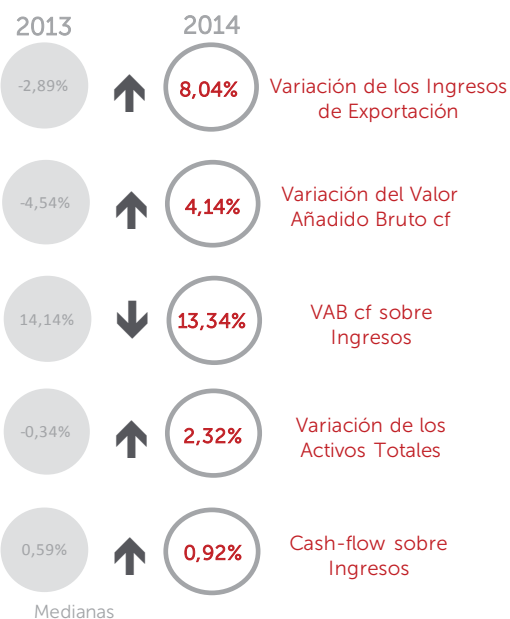 2013 2014
-2,89% 8,04% Variación de los Ingresos
de Exportación
-4,54% 4,14% Variación del Valor
Añadido Bruto cf
14,14% 13,34% VAB cf sobre
Ingresos
-0,34% 2,32% Variación de los
Activos Totales
0,59% 0,92% Cash-flow sobre
Ingresos
Medianas